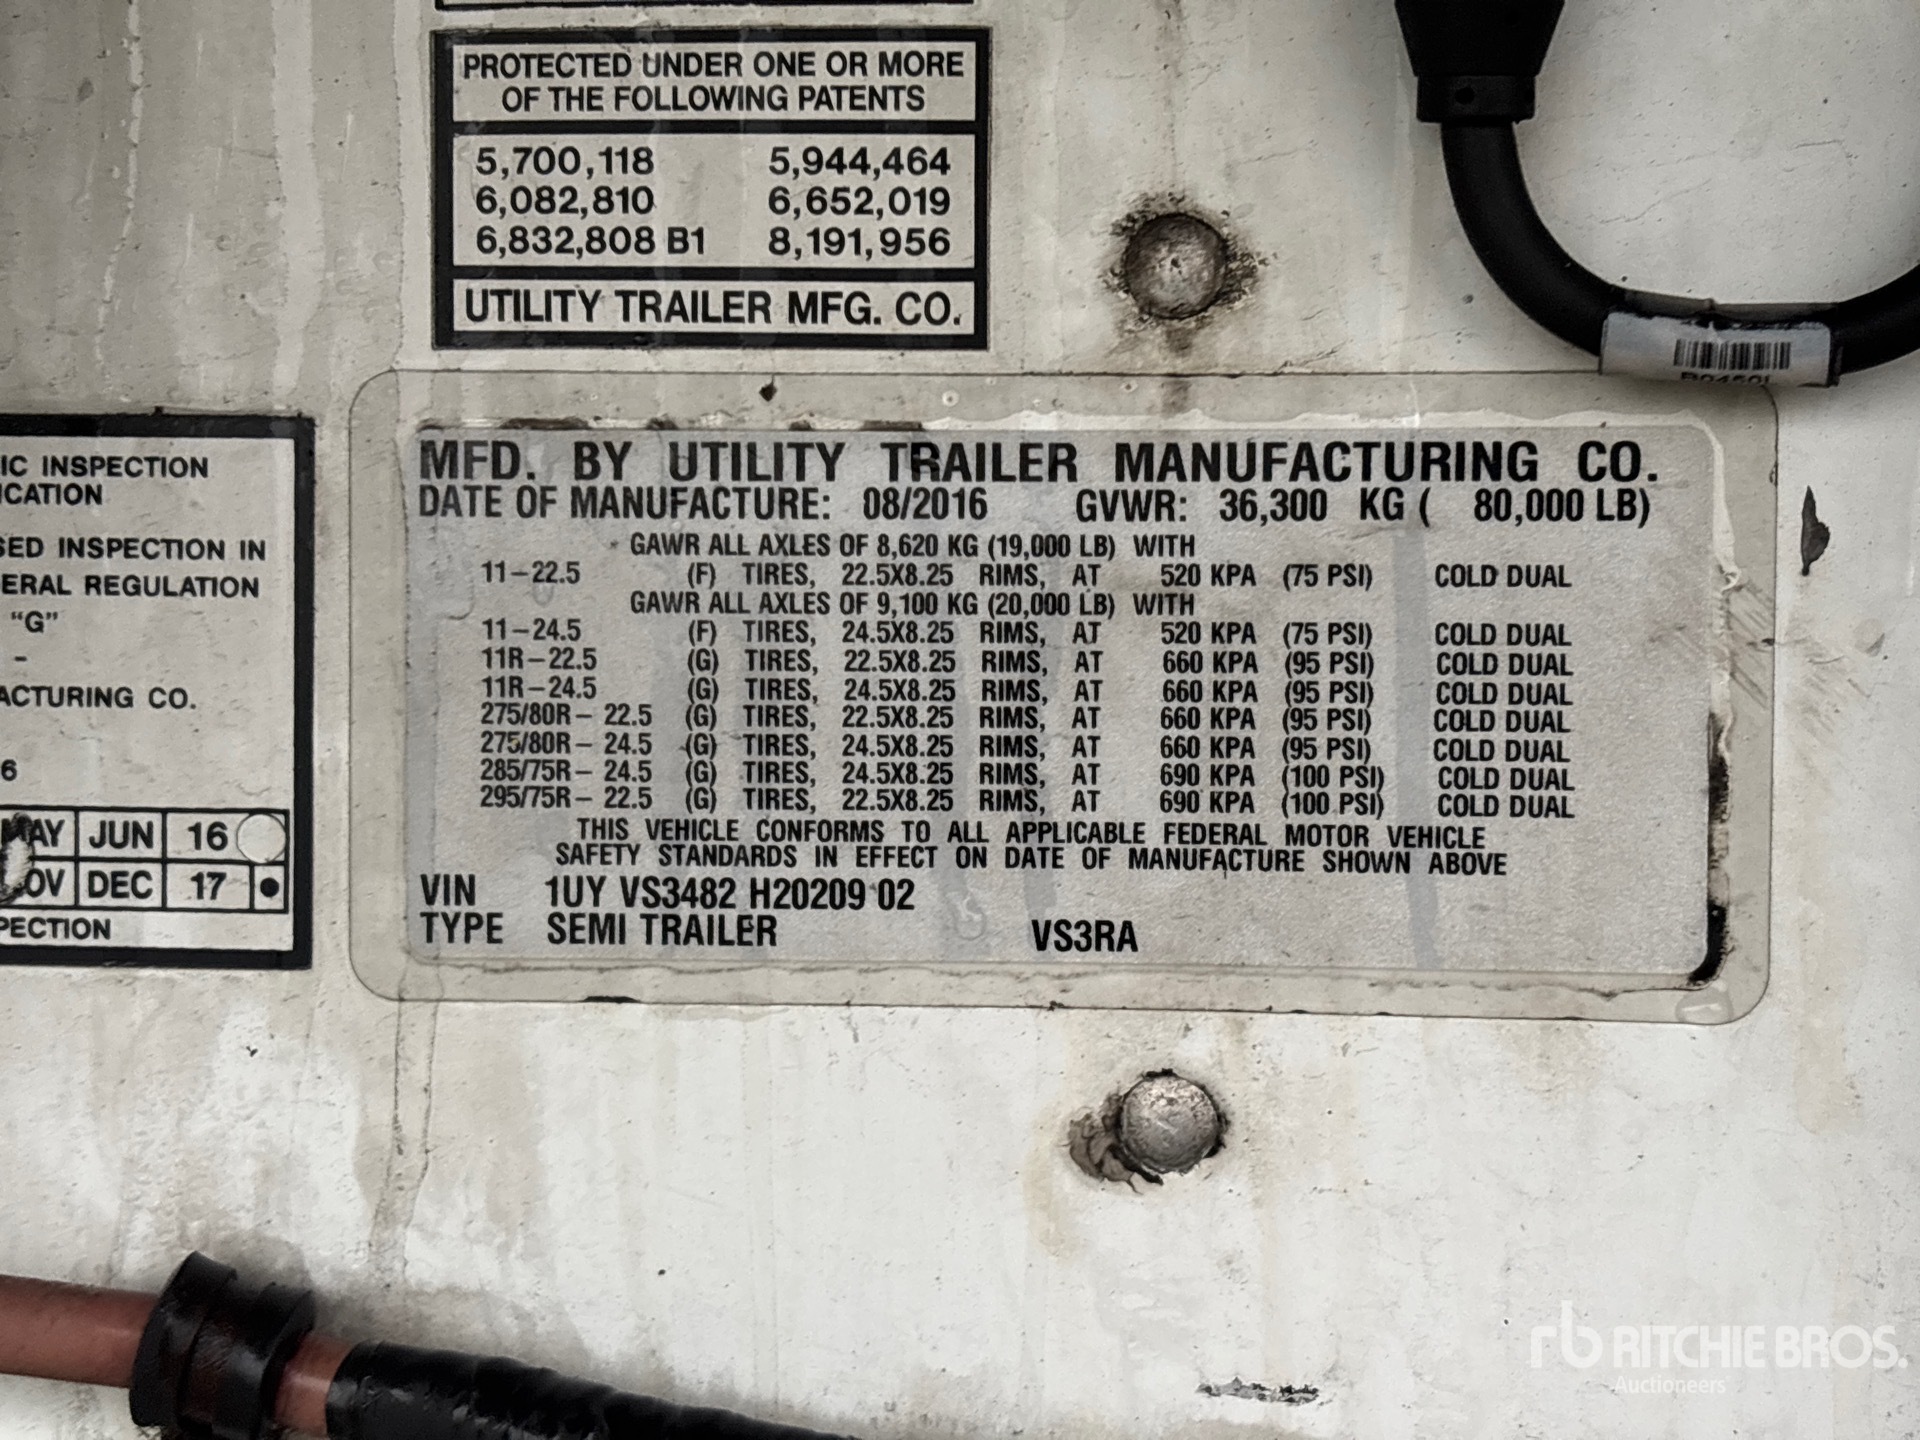 PROTECTED UNDER ONE OR MORE
OF THE FOLLOWING PATENTS
5,700,118 5,944,464
6,082,810 6,652,019
6,832,808 B1 8,191,956
UTILITY TRAILER MFG. CO.
IC INSPECTION
ICATION
SED INSPECTION IN
ERAL REGULATION
"G"
-
ACTURING CO.
6
MAY JUN 16
OV DEC 17
PECTION
MFD. BY UTILITY TRAILER MANUFACTURING CO.
DATE OF MANUFACTURE: 08/2016 GVWR: 36,300 KG ( 80,000 LB)
GAWR ALL AXLES OF 8,620 KG (19,000 LB) WITH
11-22.5 (F) TIRES, 22.5X8.25 RIMS, AT 520 KPA (75 PSI) COLD DUAL
GAWR ALL AXLES OF 9,100 KG (20,000 LB) WITH
11-24.5 (F) TIRES, 24.5X8.25 RIMS, AT 520 KPA (75 PSI) COLD DUAL
11R-22.5 (G) TIRES, 22.5X8.25 RIMS, AT 660 KPA (95 PSI) COLD DUAL
11R-24.5 (G) TIRES, 24.5X8.25 RIMS, AT 660 KPA (95 PSI) COLD DUAL
275/80R- 22.5 (G) TIRES, 22.5X8.25 RIMS, AT 660 KPA (95 PSI) COLD DUAL
275/80R- 24.5 (G) TIRES, 24.5X8.25 RIMS, AT 660 KPA (95 PSI) COLD DUAL
285/75R- 24.5 (G) TIRES, 24.5X8.25 RIMS, AT 690 KPA (100 PSI) COLD DUAL
295/75R- 22.5 (G) TIRES, 22.5X8.25 RIMS, AT 690 KPA (100 PSI) COLD DUAL
THIS VEHICLE CONFORMS TO ALL APPLICABLE FEDERAL MOTOR VEHICLE
SAFETY STANDARDS IN EFFECT ON DATE OF MANUFACTURE SHOWN ABOVE
VIN 1UY VS3482 H20209 02
TYPE SEMI TRAILER VS3RA
rb RITCHIE BROS.
Auctioneers